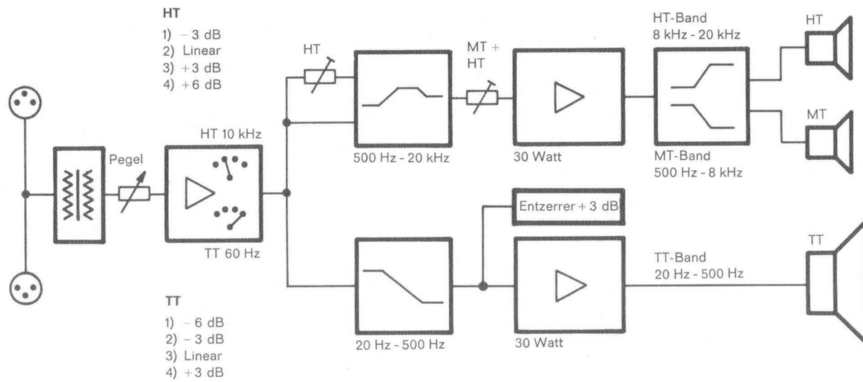 HT
1) – 3 dB
2) Linear
3) +3 dB
4) +6 dB
Pegel
HT 10 kHz
TT 60 Hz
TT
1) – 6 dB
2) – 3 dB
3) Linear
4) +3 dB
HT
500 Hz - 20 kHz
MT +
HT
30 Watt
HT-Band
8 kHz - 20 kHz
MT-Band
500 Hz - 8 kHz
HT
MT
Entzerrer + 3 dB
20 Hz - 500 Hz
30 Watt
TT-Band
20 Hz - 500 Hz
TT